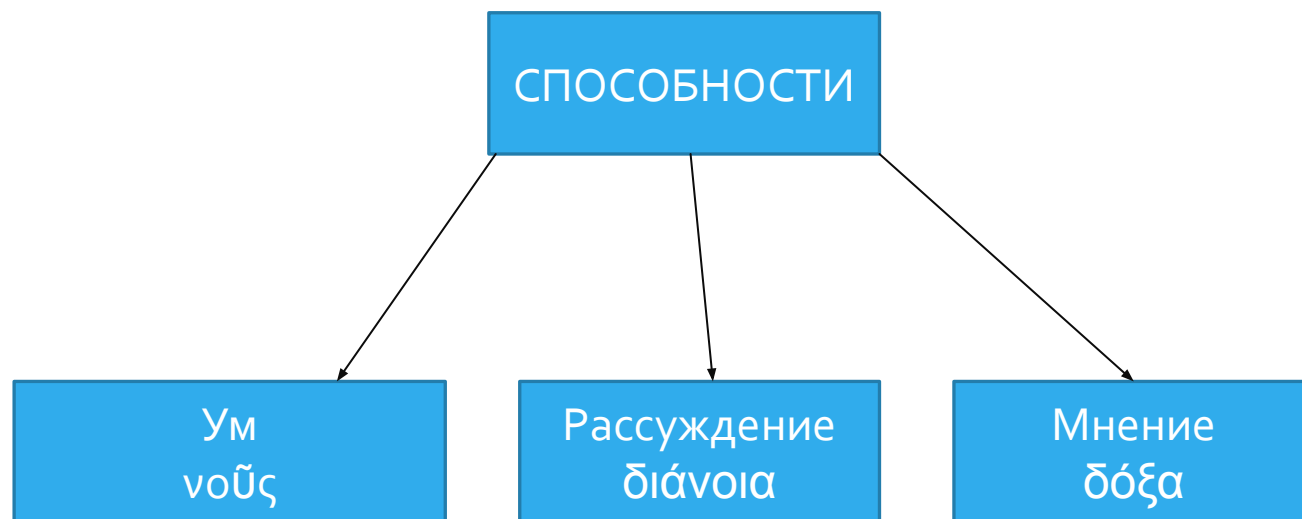 СПОСОБНОСТИ
Ум
νοῦς
Рассуждение
διάνοια
Мнение
δόξα